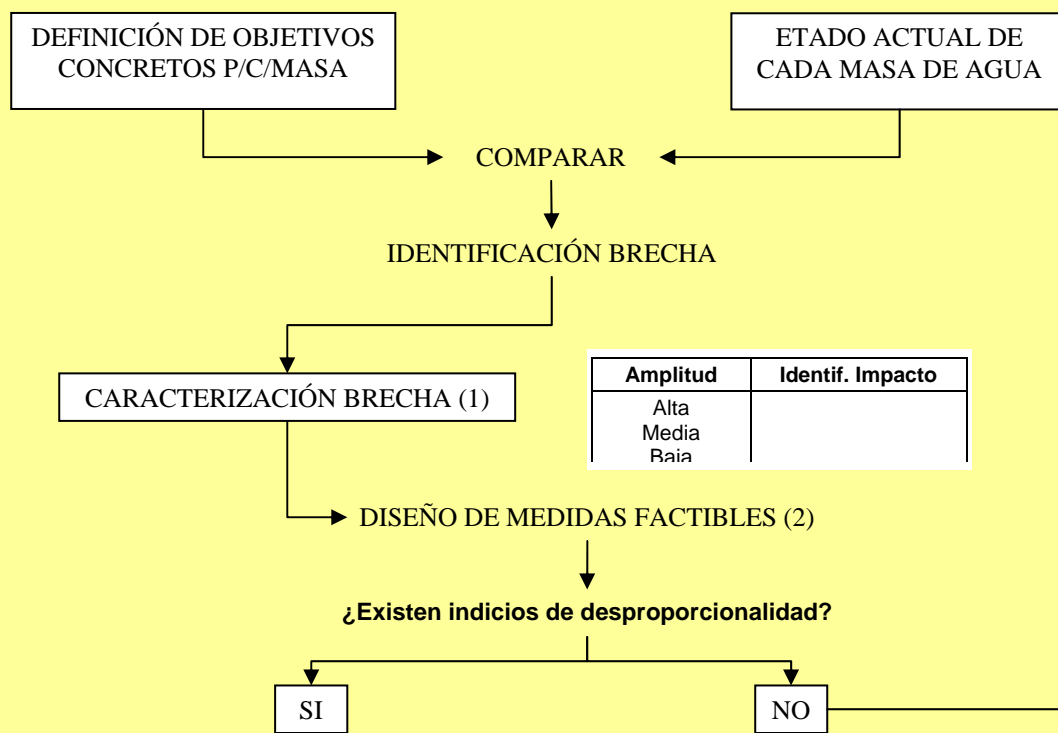 DEFINICIÓN DE OBJETIVOS
CONCRETOS P/C/MASA
ETADO ACTUAL DE
CADA MASA DE AGUA
COMPARAR
IDENTIFICACIÓN BRECHA
CARACTERIZACIÓN BRECHA (1)
Amplitud Identif. Impacto
Alta
Media
Baja
DISEÑO DE MEDIDAS FACTIBLES (2)
¿Existen indicios de desproporcionalidad?
SI NO